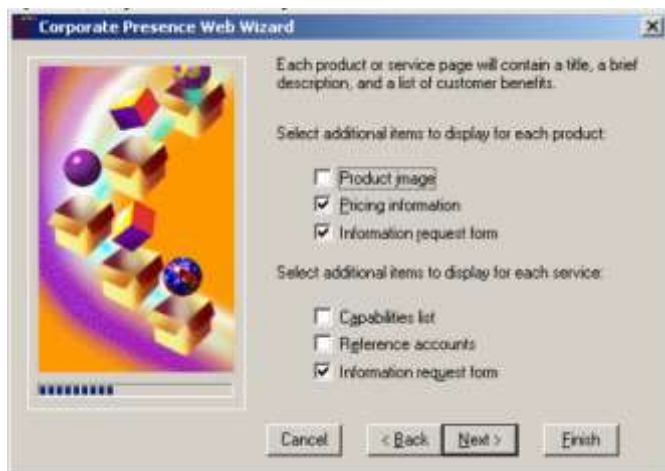 Corporate Presence Web Wizard
Each product or service page will contain a title, a brief
description, and a list of customer benefits.
Select additional items to display for each product:
Product image
Pricing information
Information request form
Select additional items to display for each service:
Capabilities list
Reference accounts
Information request form
Cancel
< Back
Next >
Finish